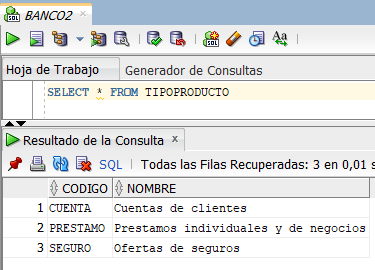 BANCO2
Hoja de Trabajo Generador de Consultas
SELECT * FROM TIPOPRODUCTO
Resultado de la Consulta x
SQL | Todas las Filas Recuperadas: 3 en 0,01 s
CODIGO NOMBRE
1 CUENTA Cuentas de clientes
2 PRESTAMO Prestamos individuales y de negocios
3 SEGURO Ofertas de seguros